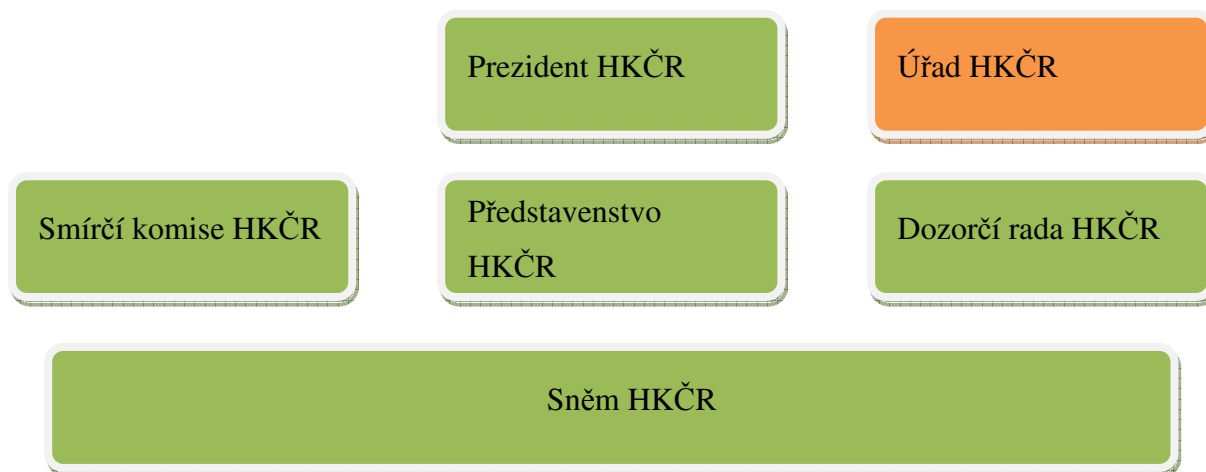 Prezident HKČR
Úřad HKČR
Smírčí komise HKČR
Představenstvo
HKČR
Dozorčí rada HKČR
Sněm HKČR